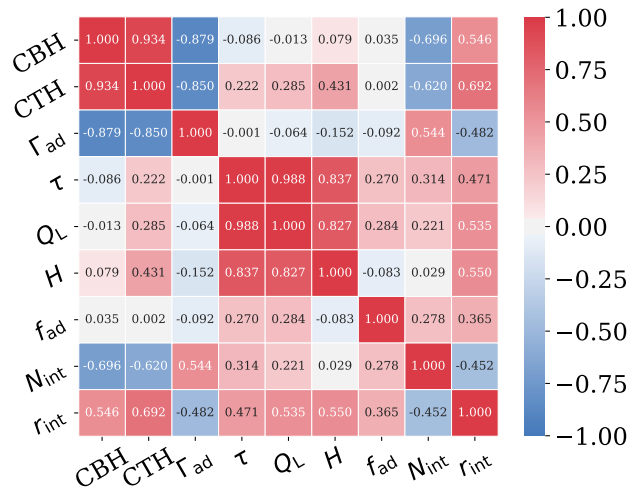 CBH 1.000 0.934 -0.879 -0.086 -0.013 0.079 0.035 -0.696 0.546
CTH 0.934 1.000 -0.850 0.222 0.285 0.431 0.002 -0.620 0.692
Γad -0.879 -0.850 1.000 -0.001 -0.064 -0.152 -0.092 0.544 -0.482
τ -0.086 0.222 -0.001 1.000 0.988 0.837 0.270 0.314 0.471
QL -0.013 0.285 -0.064 0.988 1.000 0.827 0.284 0.221 0.535
H 0.079 0.431 -0.152 0.837 0.827 1.000 -0.083 0.029 0.550
fad 0.035 0.002 -0.092 0.270 0.284 -0.083 1.000 0.278 0.365
Nint -0.696 -0.620 0.544 0.314 0.221 0.029 0.278 1.000 -0.452
rint 0.546 0.692 -0.482 0.471 0.535 0.550 0.365 -0.452 1.000
CBH CTH Γad τ QL H fad Nint rint
1.00
0.75
0.50
0.25
0.00
−0.25
−0.50
−0.75
−1.00